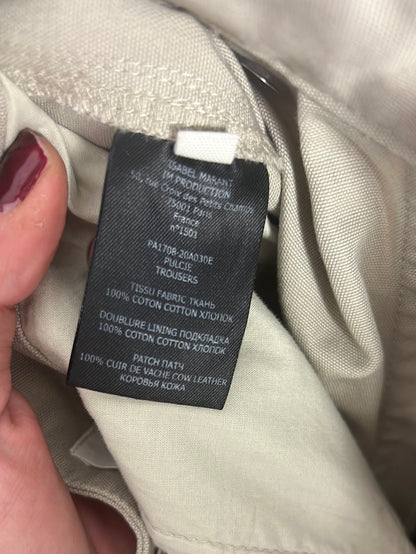 ISABEL MARANT
IM PRODUCTION
50, rue Croix des Petits Champs
75001 Paris
France
n°1501
PA1708-20A030E
PULCIE
TROUSERS
TISSU FABRIC ТКАНЬ
100% COTON COTTON ХЛОПОК
DOUBLURE LINING ПОДКЛАДКА
100% COTON COTTON ХЛОПОК
PATCH ПАТЧ
100% CUIR DE VACHE COW LEATHER
КОРОВЬЯ КОЖА